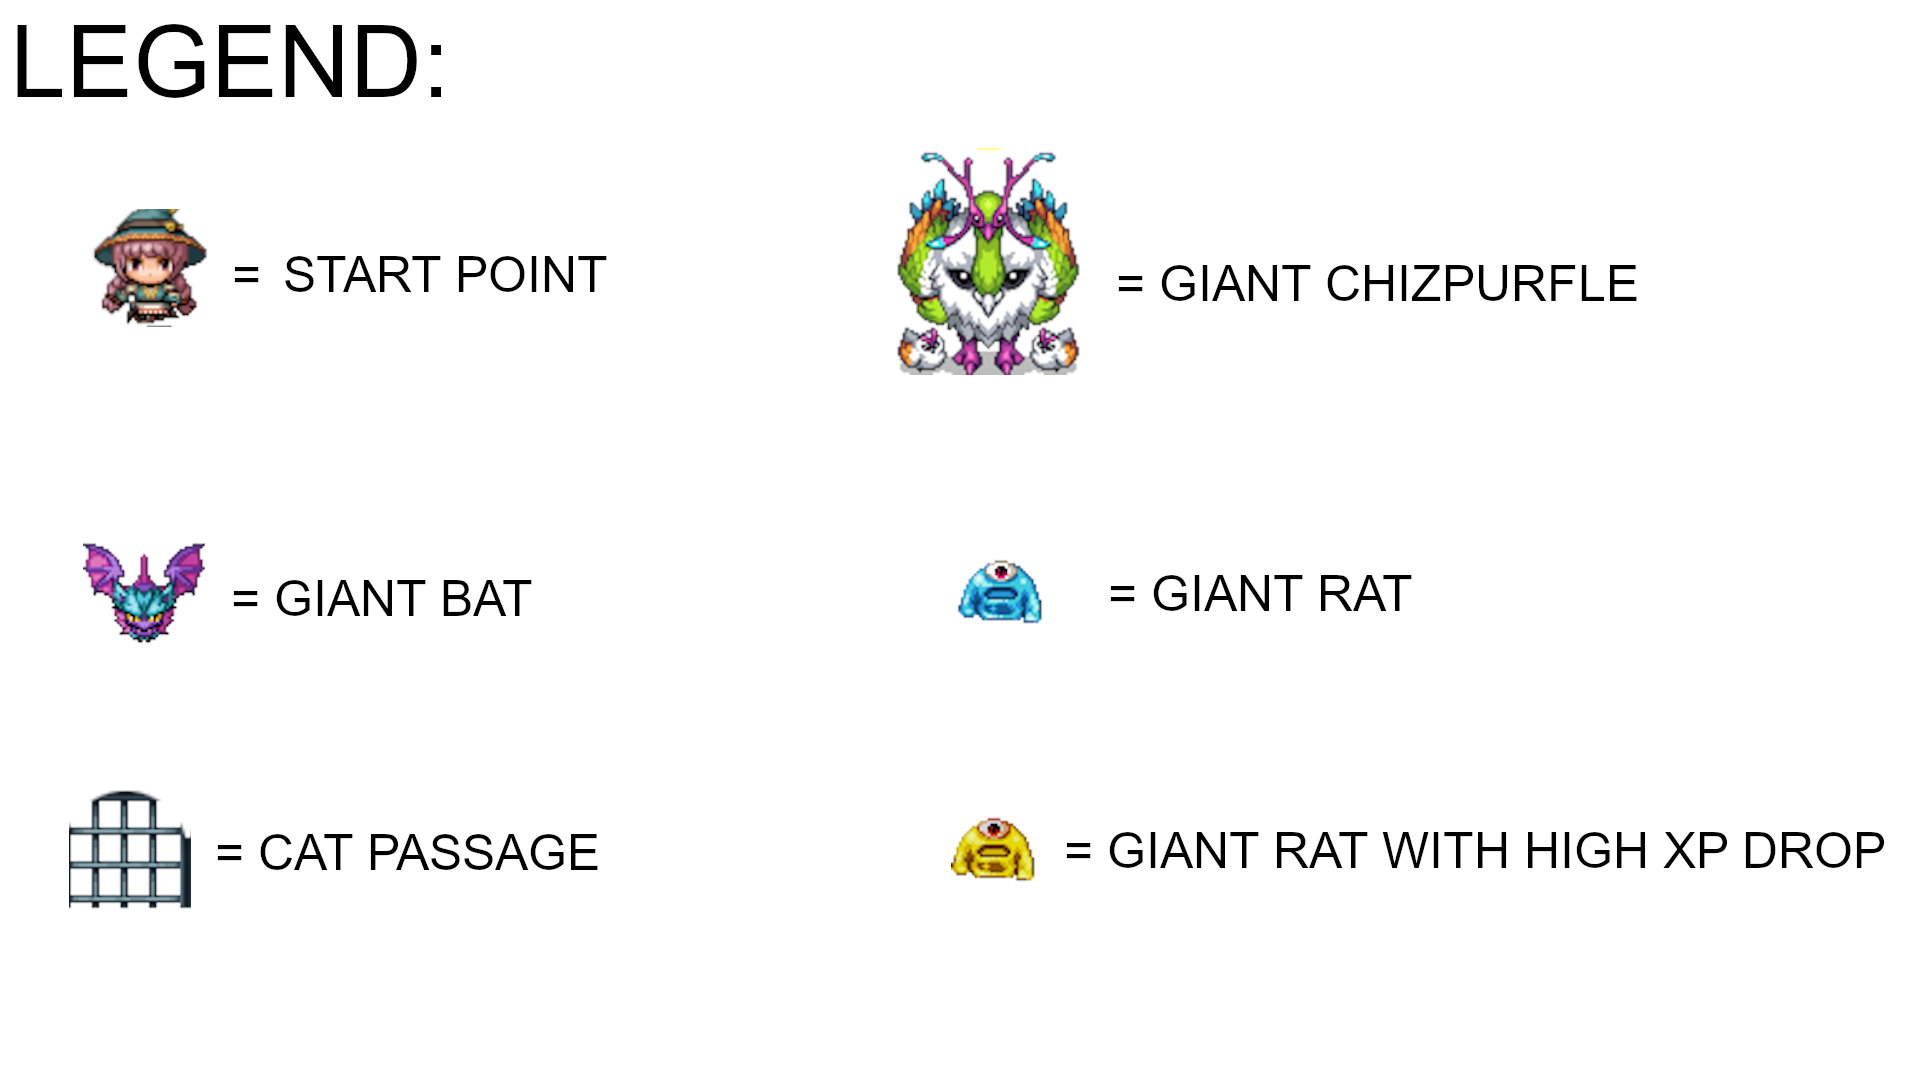 LEGEND:
= START POINT
= GIANT CHIZPURFLE
= GIANT BAT
= GIANT RAT
= CAT PASSAGE
= GIANT RAT WITH HIGH XP DROP